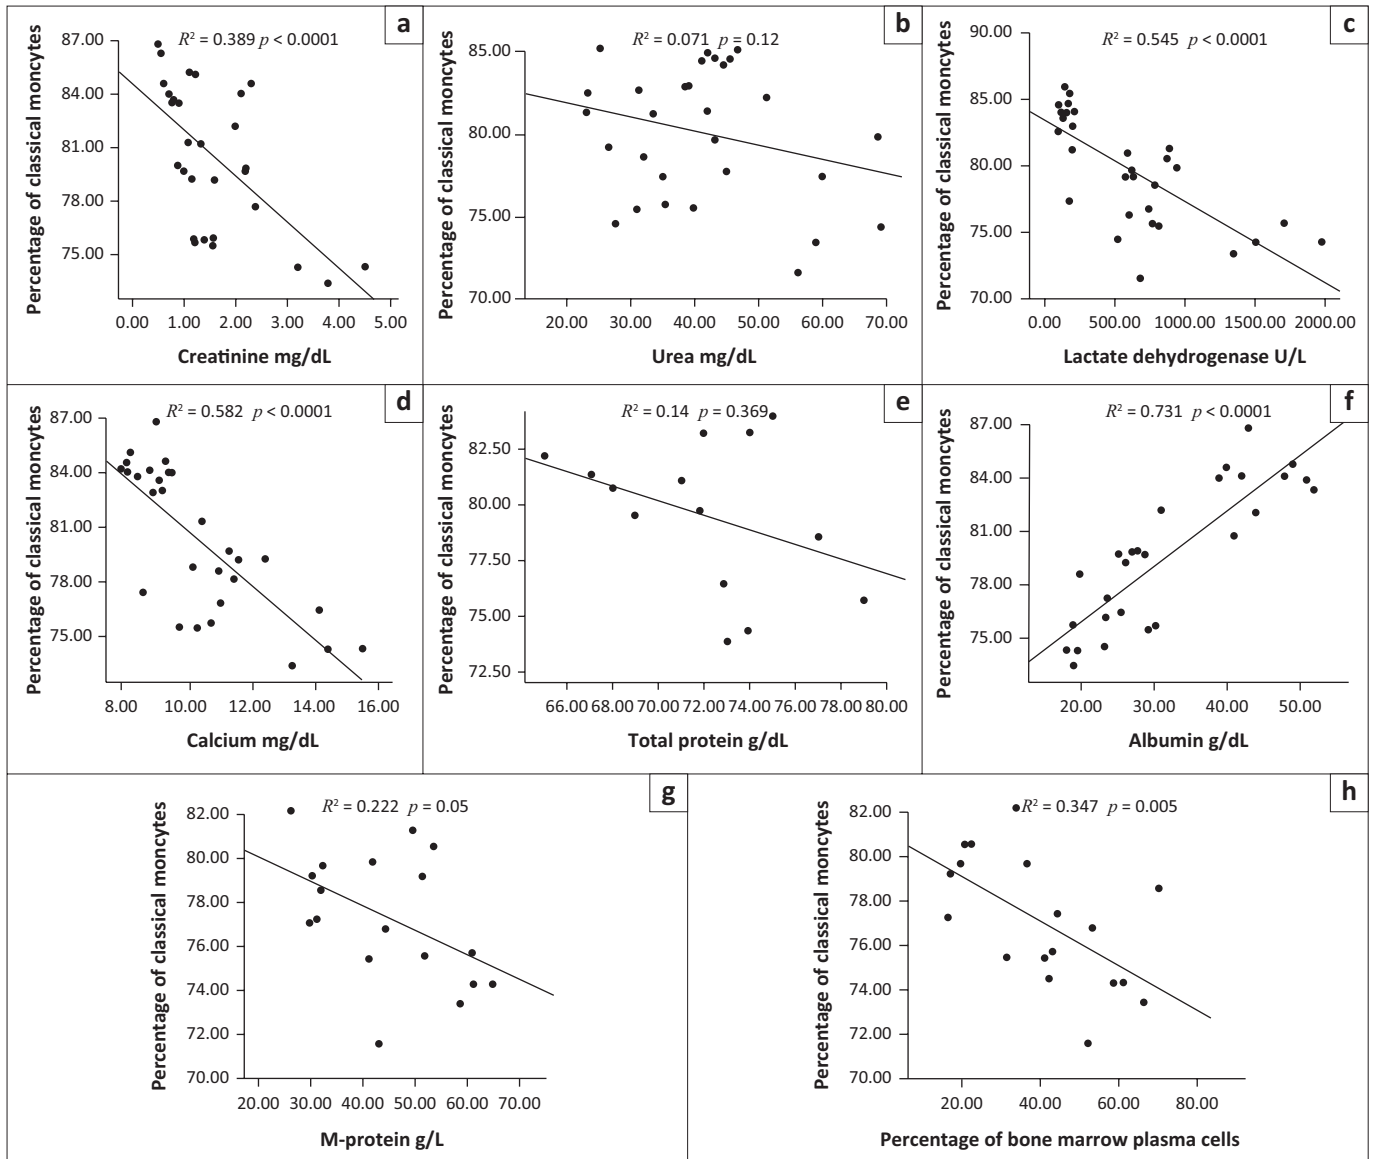 a
R² = 0.389 p < 0.0001
Percentage of classical moncytes
87.00
84.00
81.00
78.00
75.00
0.00 1.00 2.00 3.00 4.00 5.00
Creatinine mg/dL
b
R² = 0.071 p = 0.12
Percentage of classical moncytes
85.00
80.00
75.00
70.00
20.00 30.00 40.00 50.00 60.00 70.00
Urea mg/dL
c
R² = 0.545 p < 0.0001
Percentage of classical moncytes
90.00
85.00
80.00
75.00
70.00
0.00 500.00 1000.00 1500.00 2000.00
Lactate dehydrogenase U/L
d
R² = 0.582 p < 0.0001
Percentage of classical moncytes
87.00
84.00
81.00
78.00
75.00
8.00 10.00 12.00 14.00 16.00
Calcium mg/dL
e
R² = 0.14 p = 0.369
Percentage of classical moncytes
82.50
80.00
77.50
75.00
72.50
66.00 68.00 70.00 72.00 74.00 76.00 78.00 80.00
Total protein g/dL
f
R² = 0.731 p < 0.0001
Percentage of classical moncytes
87.00
84.00
81.00
78.00
75.00
20.00 30.00 40.00 50.00
Albumin g/dL
g
R² = 0.222 p = 0.05
Percentage of classical moncytes
82.00
80.00
78.00
76.00
74.00
72.00
70.00
20.00 30.00 40.00 50.00 60.00 70.00
M-protein g/L
h
R² = 0.347 p = 0.005
Percentage of classical moncytes
82.00
80.00
78.00
76.00
74.00
72.00
70.00
20.00 40.00 60.00 80.00
Percentage of bone marrow plasma cells